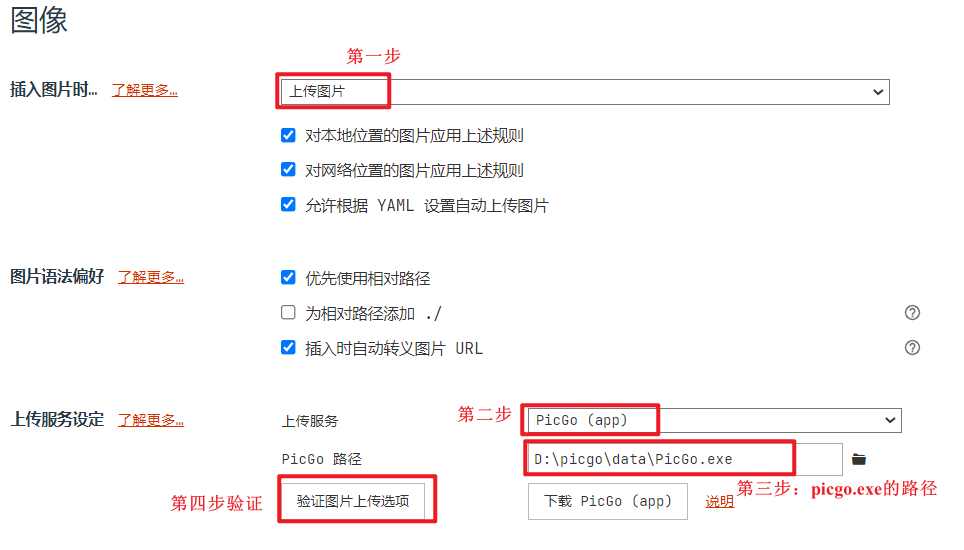 图像
第一步
插入图片时... 了解更多... 上传图片
对本地位置的图片应用上述规则
对网络位置的图片应用上述规则
允许根据 YAML 设置自动上传图片
图片语法偏好 了解更多... 优先使用相对路径
为相对路径添加 ./
插入时自动转义图片 URL
上传服务设定 了解更多... 上传服务 第二步 PicGo (app)
PicGo 路径 D:\picgo\data\PicGo.exe
第四步验证 验证图片上传选项 下载 PicGo (app) 说明 第三步：picgo.exe的路径